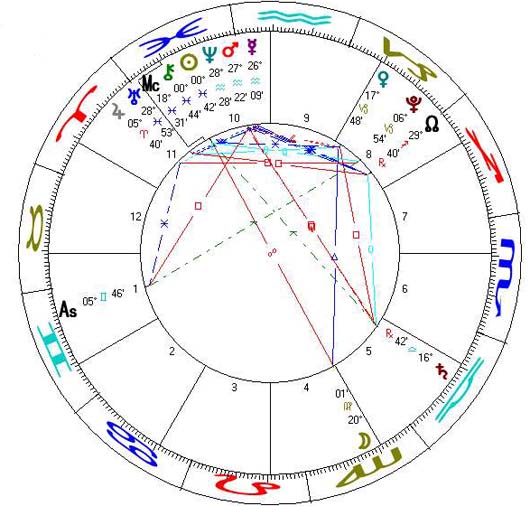 ♅ Mc ⚷ ☉ ♆ ♂ ☿
♃ 28° 18° 00° 00° 28° 27° 26°
05° ♓ ♓ ♓ ♓ ♒ ♒ ♒
♈ 53' 31' 44' 42' 28' 22' 09'
40'
♀ 17° ♑ 48'
♇ 06° ♑ 54' ℞
☊ 29° ♐ 40'
10 9
11 8
12 7
As 05° ♊ 46' 1 6
2 5
3 4
℞ 42' ♎ 16° ♄
01° ♍ 20° ☽